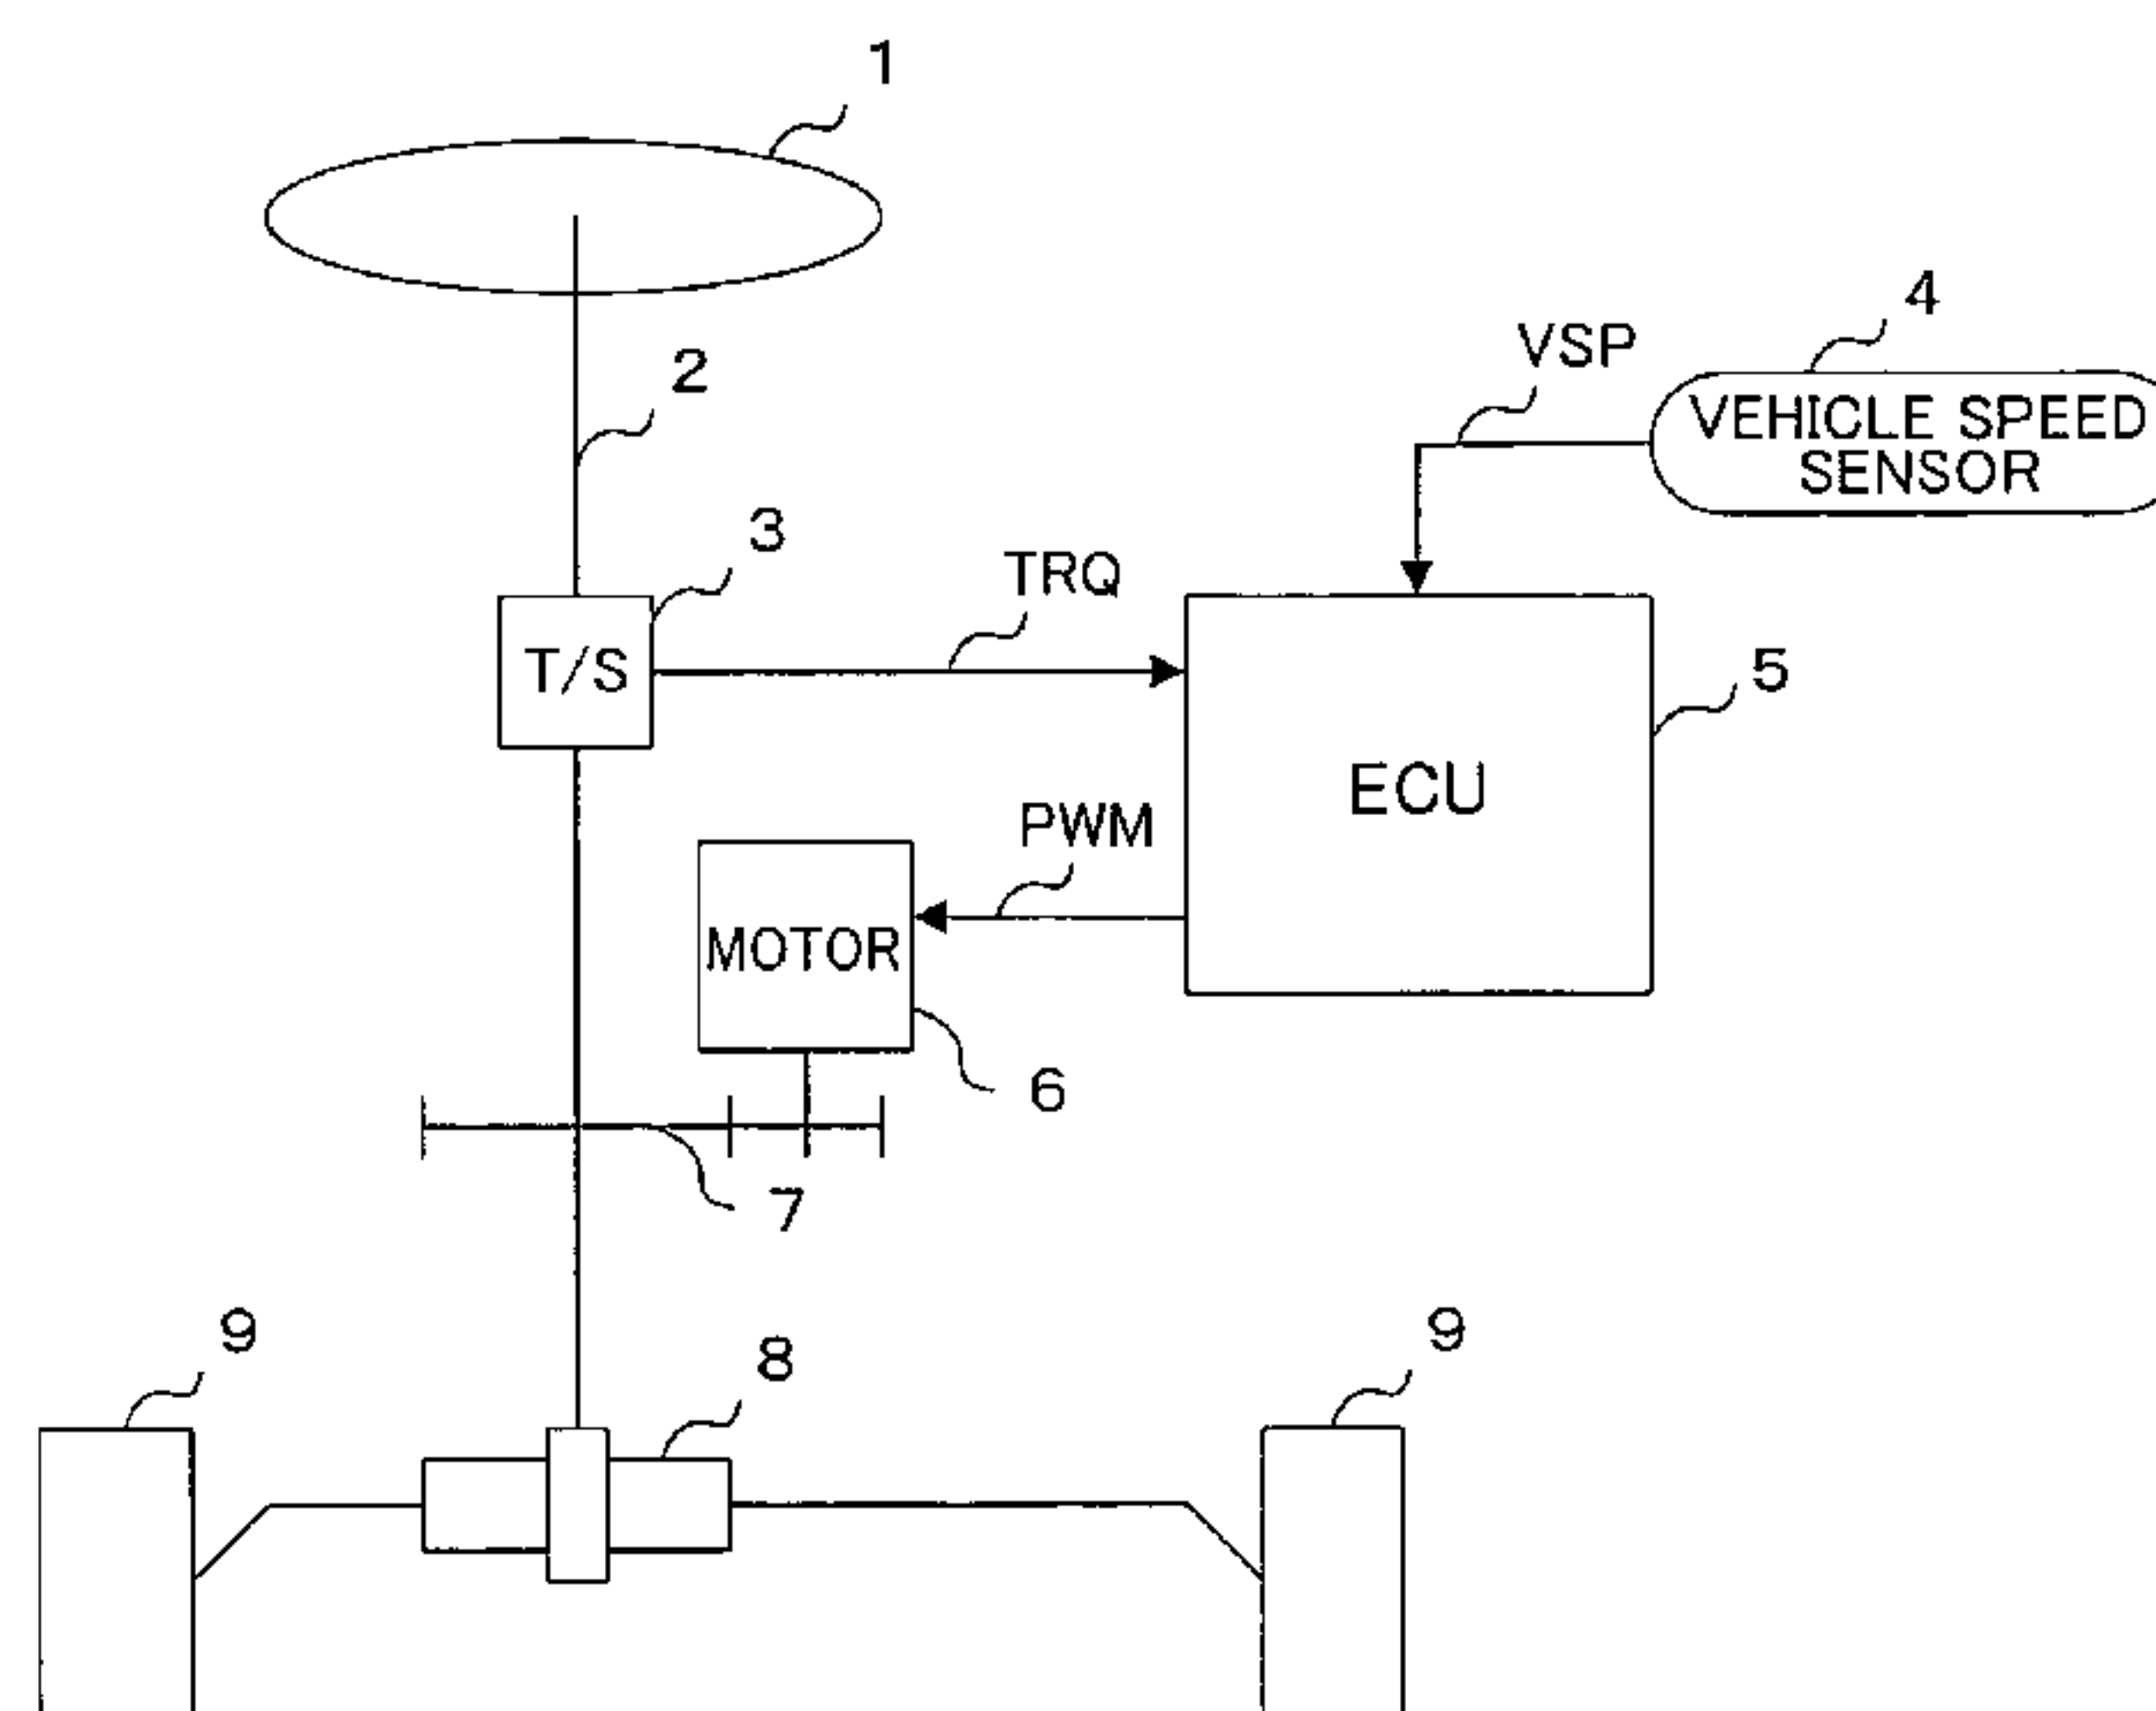 1
2
VSP
4
VEHICLE SPEED
SENSOR
3
TRQ
T/S
5
ECU
PWM
MOTOR
6
7
9
8
9